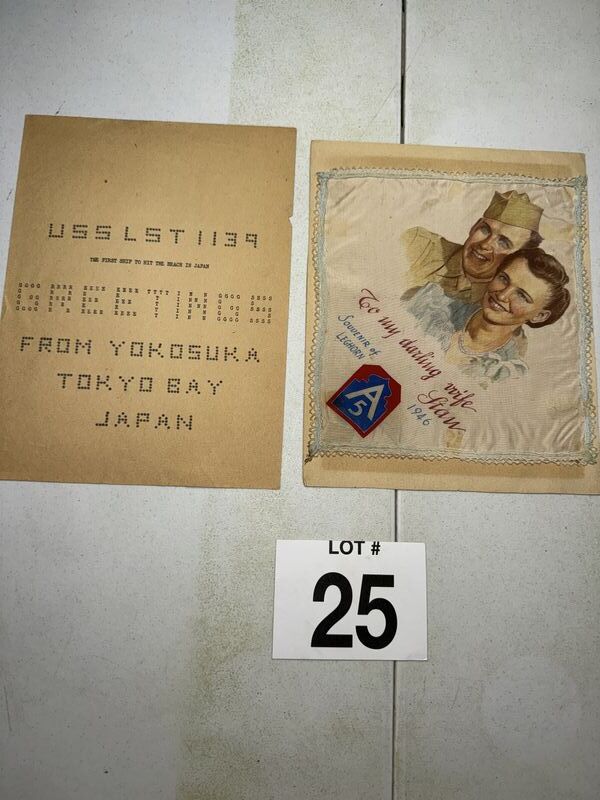 USS LST 1139
THE FIRST SHIP TO HIT THE BEACH IN JAPAN
GREETINGS
FROM YOKOSUKA
TOKYO BAY
JAPAN
To my darling wife
Stan
1946
SOUVENIR of
LEGHORN
A
5
LOT #
25